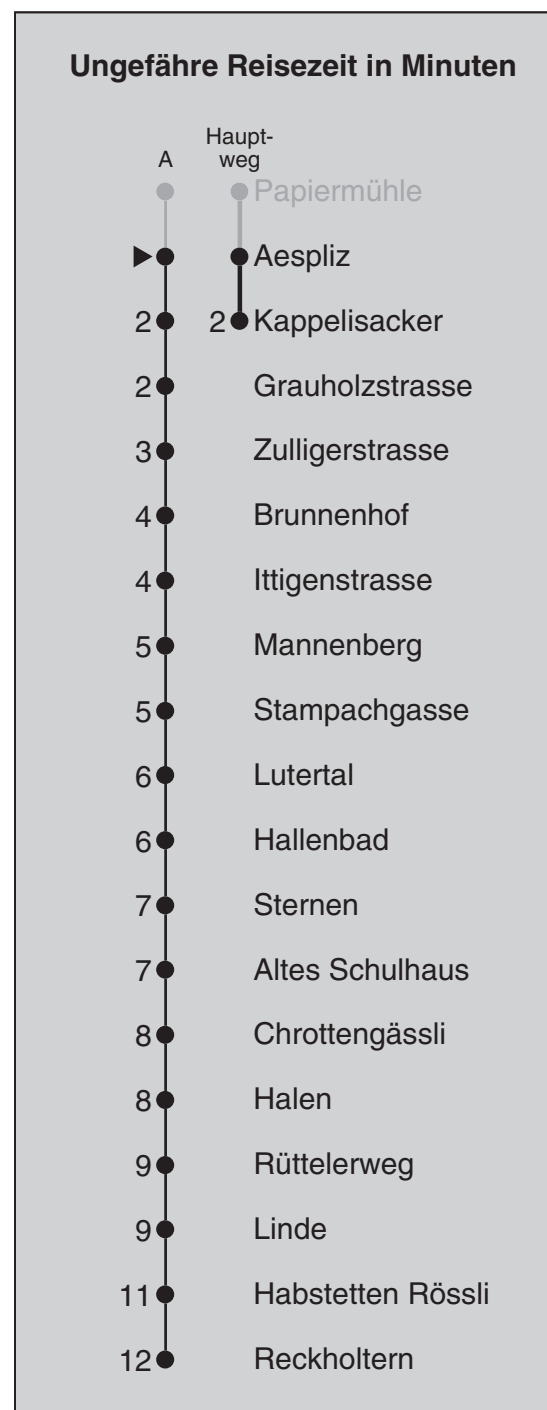 Ungefähre Reisezeit in Minuten
Haupt-
A weg
Papiermühle
Aespliz
2 2 Kappelisacker
2 Grauholzstrasse
3 Zulligerstrasse
4 Brunnenhof
4 Ittigenstrasse
5 Mannenberg
5 Stampachgasse
6 Lutertal
6 Hallenbad
7 Sternen
7 Altes Schulhaus
8 Chrottengässli
8 Halen
9 Rüttelerweg
9 Linde
11 Habstetten Rössli
12 Reckholtern